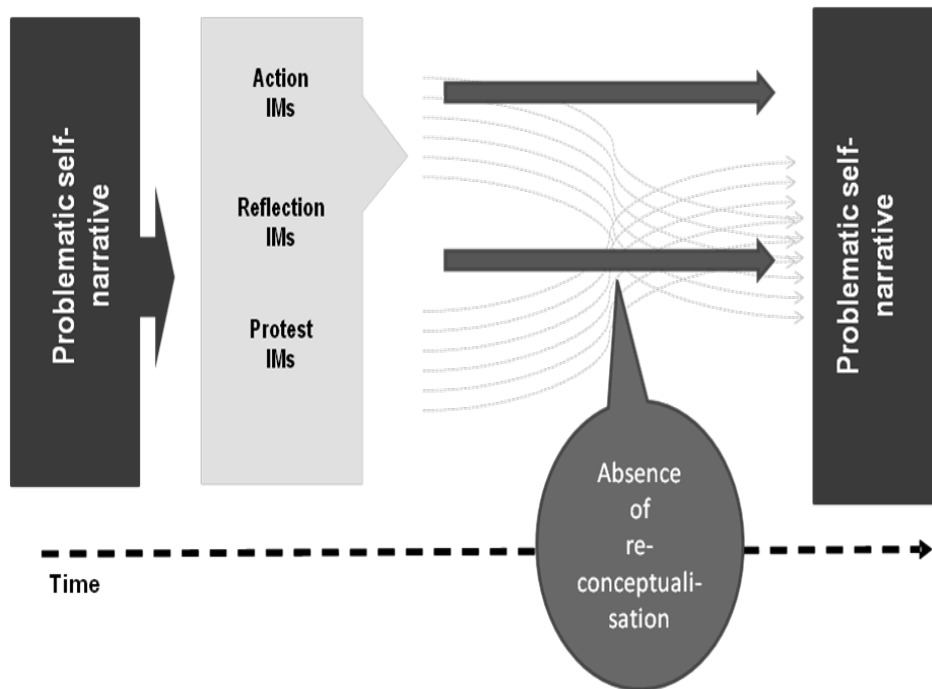 Problematic self-
narrative
Action
IMs
Reflection
IMs
Protest
IMs
Absence
of
re-
conceptuali-
sation
Problematic self-
narrative
Time